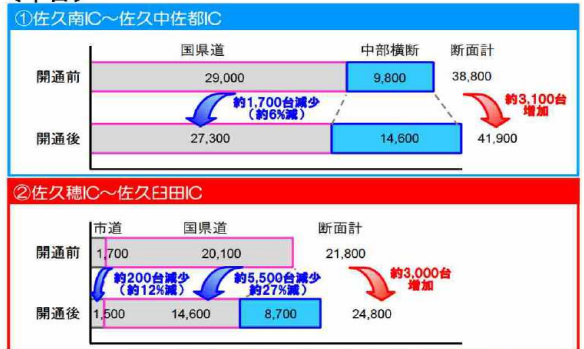 ①佐久南IC～佐久中佐都IC
国県道 中部横断 断面計
開通前 29,000 9,800 38,800
約1,700台減少
（約6%減）
約3,100台
増加
開通後 27,300 14,600 41,900
②佐久穂IC～佐久臼田IC
市道 国県道 断面計
開通前 1,700 20,100 21,800
約200台減少
（約12%減）
約5,500台減少
約27%減）
約3,000台
増加
開通後 1,500 14,600 8,700 24,800